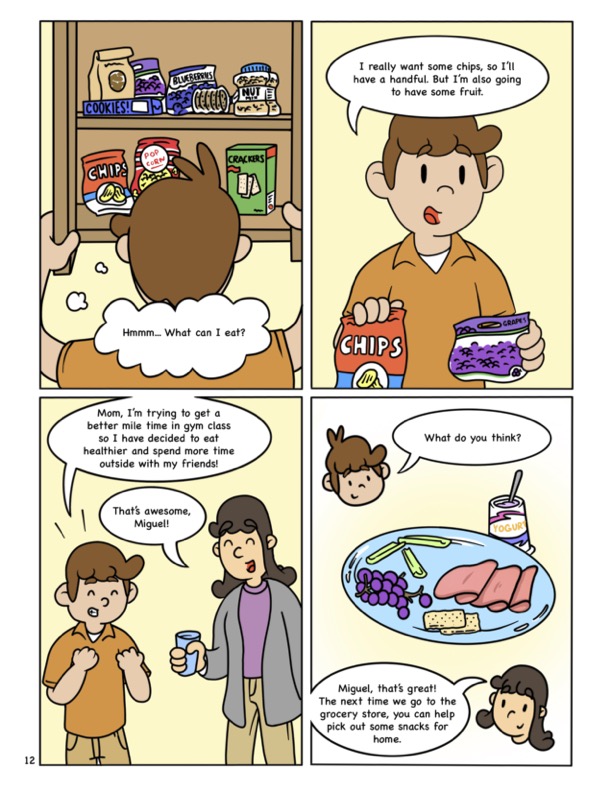 BLUEBERRIES
COOKIES!
NUT
MIX
CHIPS
POP
CORN
CRACKERS
Hmmm... What can I eat?
I really want some chips, so I'll
have a handful. But I'm also going
to have some fruit.
CHIPS
GRAPES
Mom, I'm trying to get a
better mile time in gym class
so I have decided to eat
healthier and spend more time
outside with my friends!
That's awesome,
Miguel!
What do you think?
YOGURT
Miguel, that's great!
The next time we go to the
grocery store, you can help
pick out some snacks for
home.
12